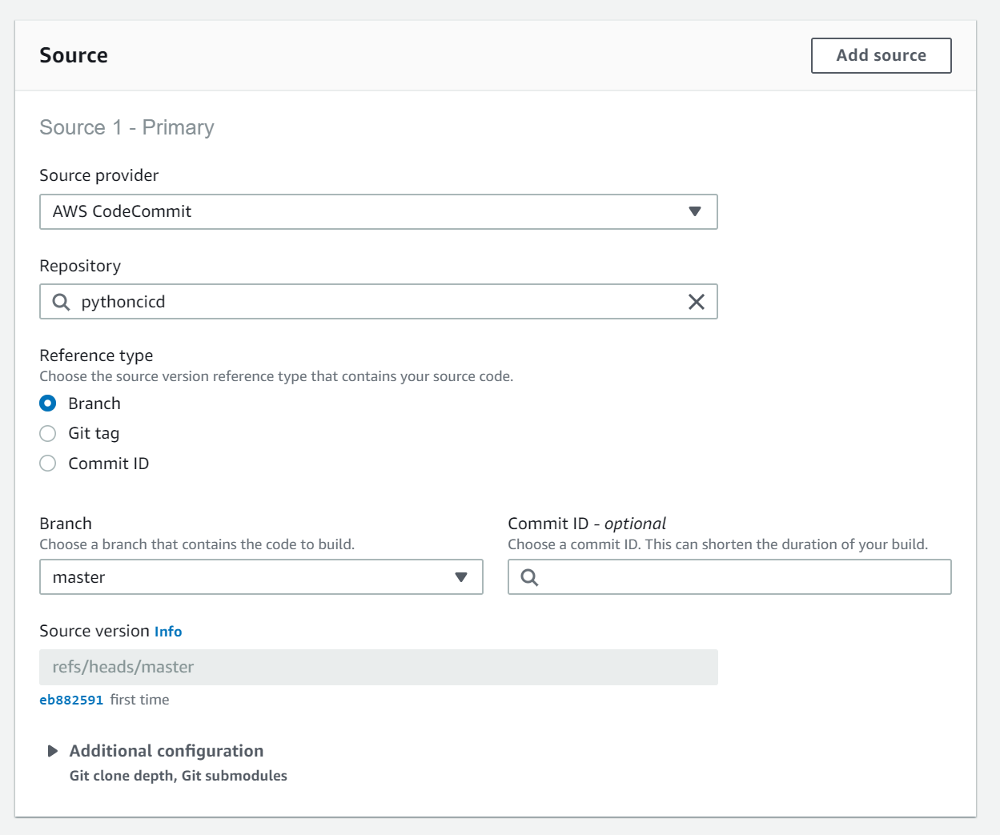 Source
Add source
Source 1 - Primary
Source provider
AWS CodeCommit
Repository
pythoncicd
Reference type
Choose the source version reference type that contains your source code.
Branch
Git tag
Commit ID
Branch
Choose a branch that contains the code to build.
master
Commit ID - optional
Choose a commit ID. This can shorten the duration of your build.
Source version Info
refs/heads/master
eb882591 first time
Additional configuration
Git clone depth, Git submodules